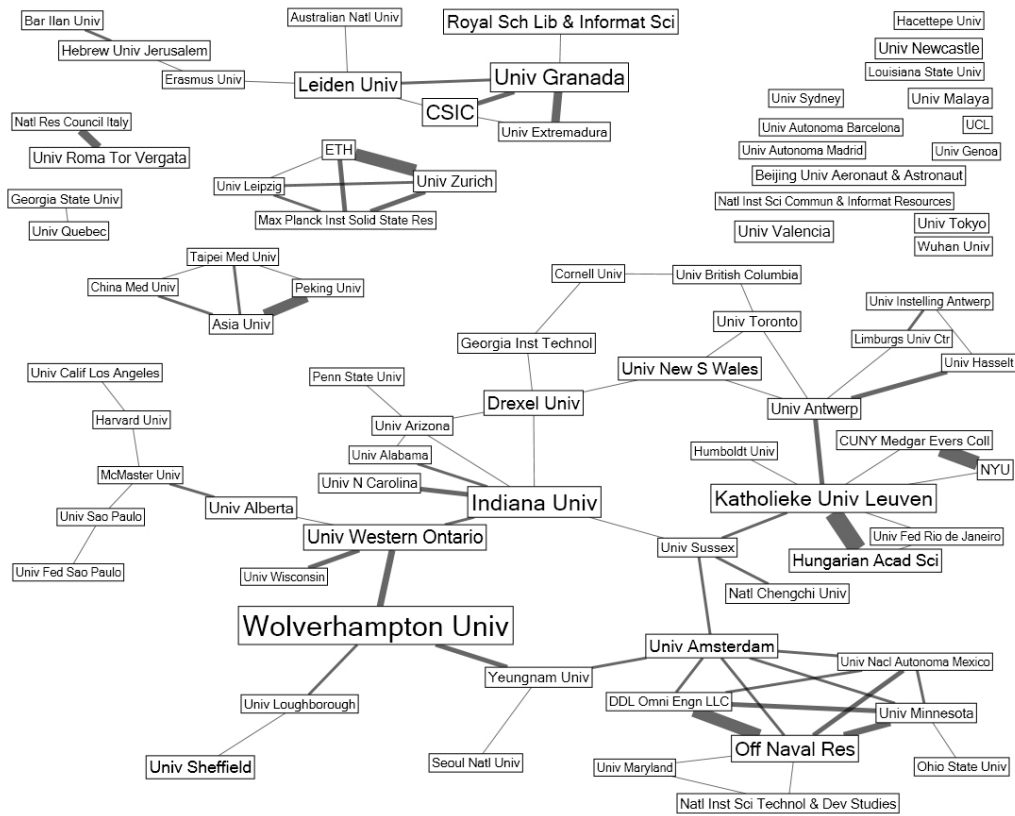 Bar Ilan Univ
Australian Natl Univ
Royal Sch Lib & Informat Sci
Hacettepe Univ
Hebrew Univ Jerusalem
Univ Newcastle
Erasmus Univ
Leiden Univ
Univ Granada
Louisiana State Univ
Univ Sydney
Univ Malaya
CSIC
Natl Res Council Italy
Univ Extremadura
Univ Autonoma Barcelona
UCL
Univ Roma Tor Vergata
ETH
Univ Autonoma Madrid
Univ Genoa
Univ Leipzig
Univ Zurich
Beijing Univ Aeronaut & Astronaut
Georgia State Univ
Natl Inst Sci Commun & Informat Resources
Max Planck Inst Solid State Res
Univ Quebec
Univ Valencia
Univ Tokyo
Wuhan Univ
Taipei Med Univ
Cornell Univ
Univ British Columbia
China Med Univ
Peking Univ
Univ Instelling Antwerp
Asia Univ
Univ Toronto
Limburgs Univ Ctr
Georgia Inst Technol
Univ Hasselt
Univ Calif Los Angeles
Penn State Univ
Univ New S Wales
Drexel Univ
Univ Antwerp
Harvard Univ
Univ Arizona
CUNY Medgar Evers Coll
Univ Alabama
Humboldt Univ
NYU
McMaster Univ
Univ N Carolina
Indiana Univ
Katholieke Univ Leuven
Univ Alberta
Univ Sao Paulo
Univ Western Ontario
Univ Sussex
Univ Fed Rio de Janeiro
Hungarian Acad Sci
Univ Fed Sao Paulo
Univ Wisconsin
Natl Chengchi Univ
Wolverhampton Univ
Univ Amsterdam
Univ Nacl Autonoma Mexico
Yeungnam Univ
Univ Loughborough
DDL Omni Engn LLC
Univ Minnesota
Off Naval Res
Univ Sheffield
Seoul Natl Univ
Univ Maryland
Ohio State Univ
Natl Inst Sci Technol & Dev Studies